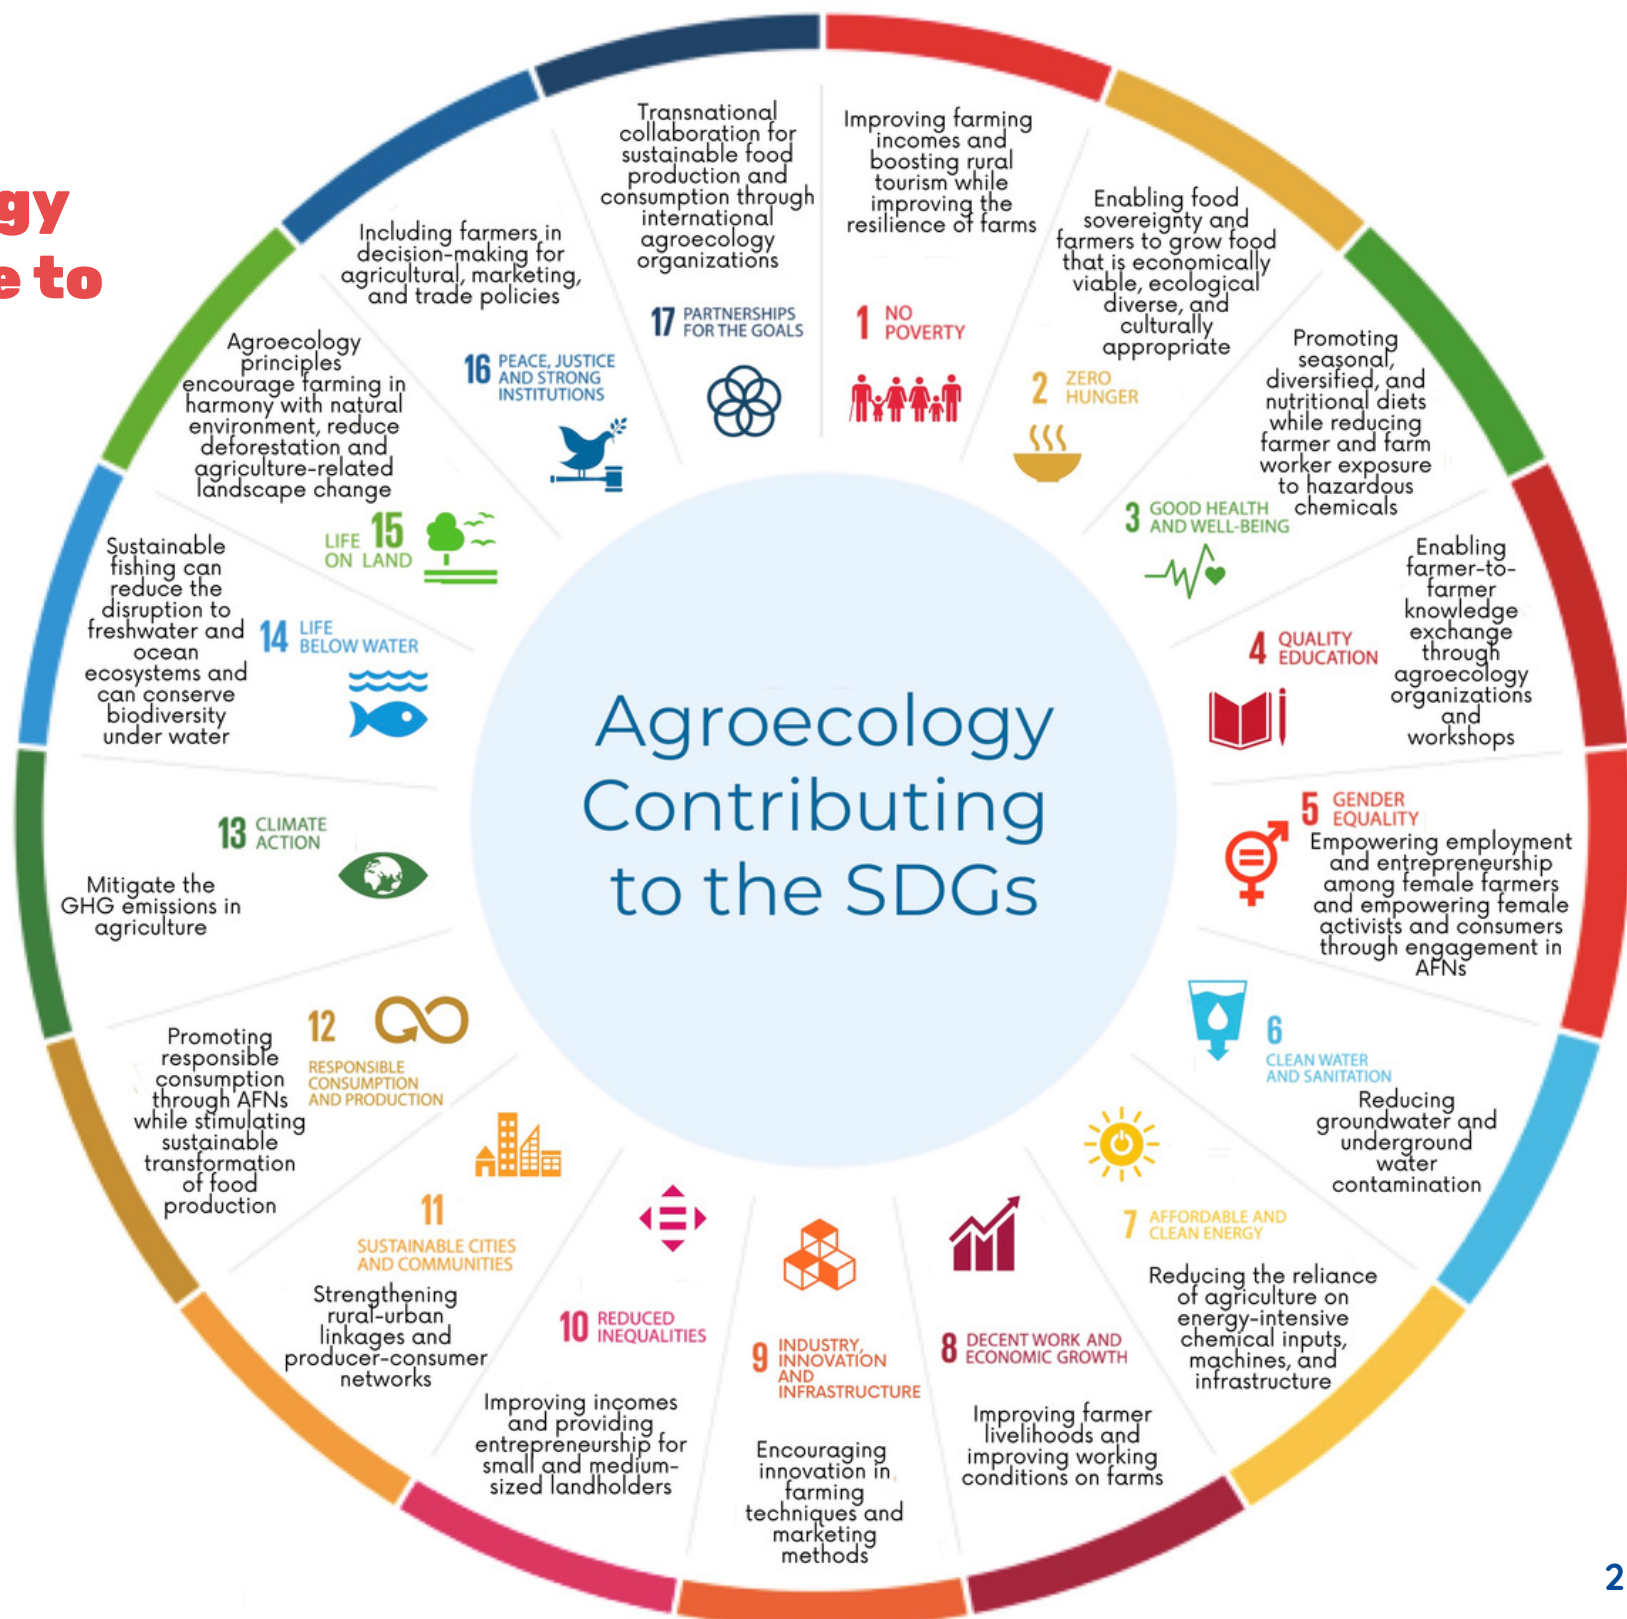 gy
e to
Agroecology
Contributing
to the SDGs
Improving farming
incomes and
boosting rural
tourism while
improving the
resilience of farms
1 NO
POVERTY
Enabling food
sovereignty and
farmers to grow food
that is economically
viable, ecological
diverse, and
culturally
appropriate
2 ZERO
HUNGER
Promoting
seasonal,
diversified, and
nutritional diets
while reducing
farmer and farm
worker exposure
to hazardous
chemicals
3 GOOD HEALTH
AND WELL-BEING
Enabling
farmer-to-
farmer
knowledge
exchange
through
agroecology
organizations
and
workshops
4 QUALITY
EDUCATION
5 GENDER
EQUALITY
Empowering employment
and entrepreneurship
among female farmers
and empowering female
activists and consumers
through engagement in
AFNs
6
CLEAN WATER
AND SANITATION
Reducing
groundwater and
underground
water
contamination
7 AFFORDABLE AND
CLEAN ENERGY
Reducing the reliance
of agriculture on
energy-intensive
chemical inputs,
machines, and
infrastructure
8 DECENT WORK AND
ECONOMIC GROWTH
Improving farmer
livelihoods and
improving working
conditions on farms
9 INDUSTRY,
INNOVATION
AND
INFRASTRUCTURE
Encouraging
innovation in
farming
techniques and
marketing
methods
10 REDUCED
INEQUALITIES
Improving incomes
and providing
entrepreneurship for
small and medium-
sized landholders
11
SUSTAINABLE CITIES
AND COMMUNITIES
Strengthening
rural-urban
linkages and
producer-consumer
networks
12
RESPONSIBLE
CONSUMPTION
AND PRODUCTION
Promoting
responsible
consumption
through AFNs
while stimulating
sustainable
transformation
of food
production
13 CLIMATE
ACTION
Mitigate the
GHG emissions in
agriculture
14 LIFE
BELOW WATER
Sustainable
fishing can
reduce the
disruption to
freshwater and
ocean
ecosystems and
can conserve
biodiversity
under water
LIFE 15
ON LAND
Agroecology
principles
encourage farming in
harmony with natural
environment, reduce
deforestation and
agriculture-related
landscape change
16 PEACE, JUSTICE
AND STRONG
INSTITUTIONS
Including farmers in
decision-making for
agricultural, marketing,
and trade policies
17 PARTNERSHIPS
FOR THE GOALS
Transnational
collaboration for
sustainable food
production and
consumption through
international
agroecology
organizations
2